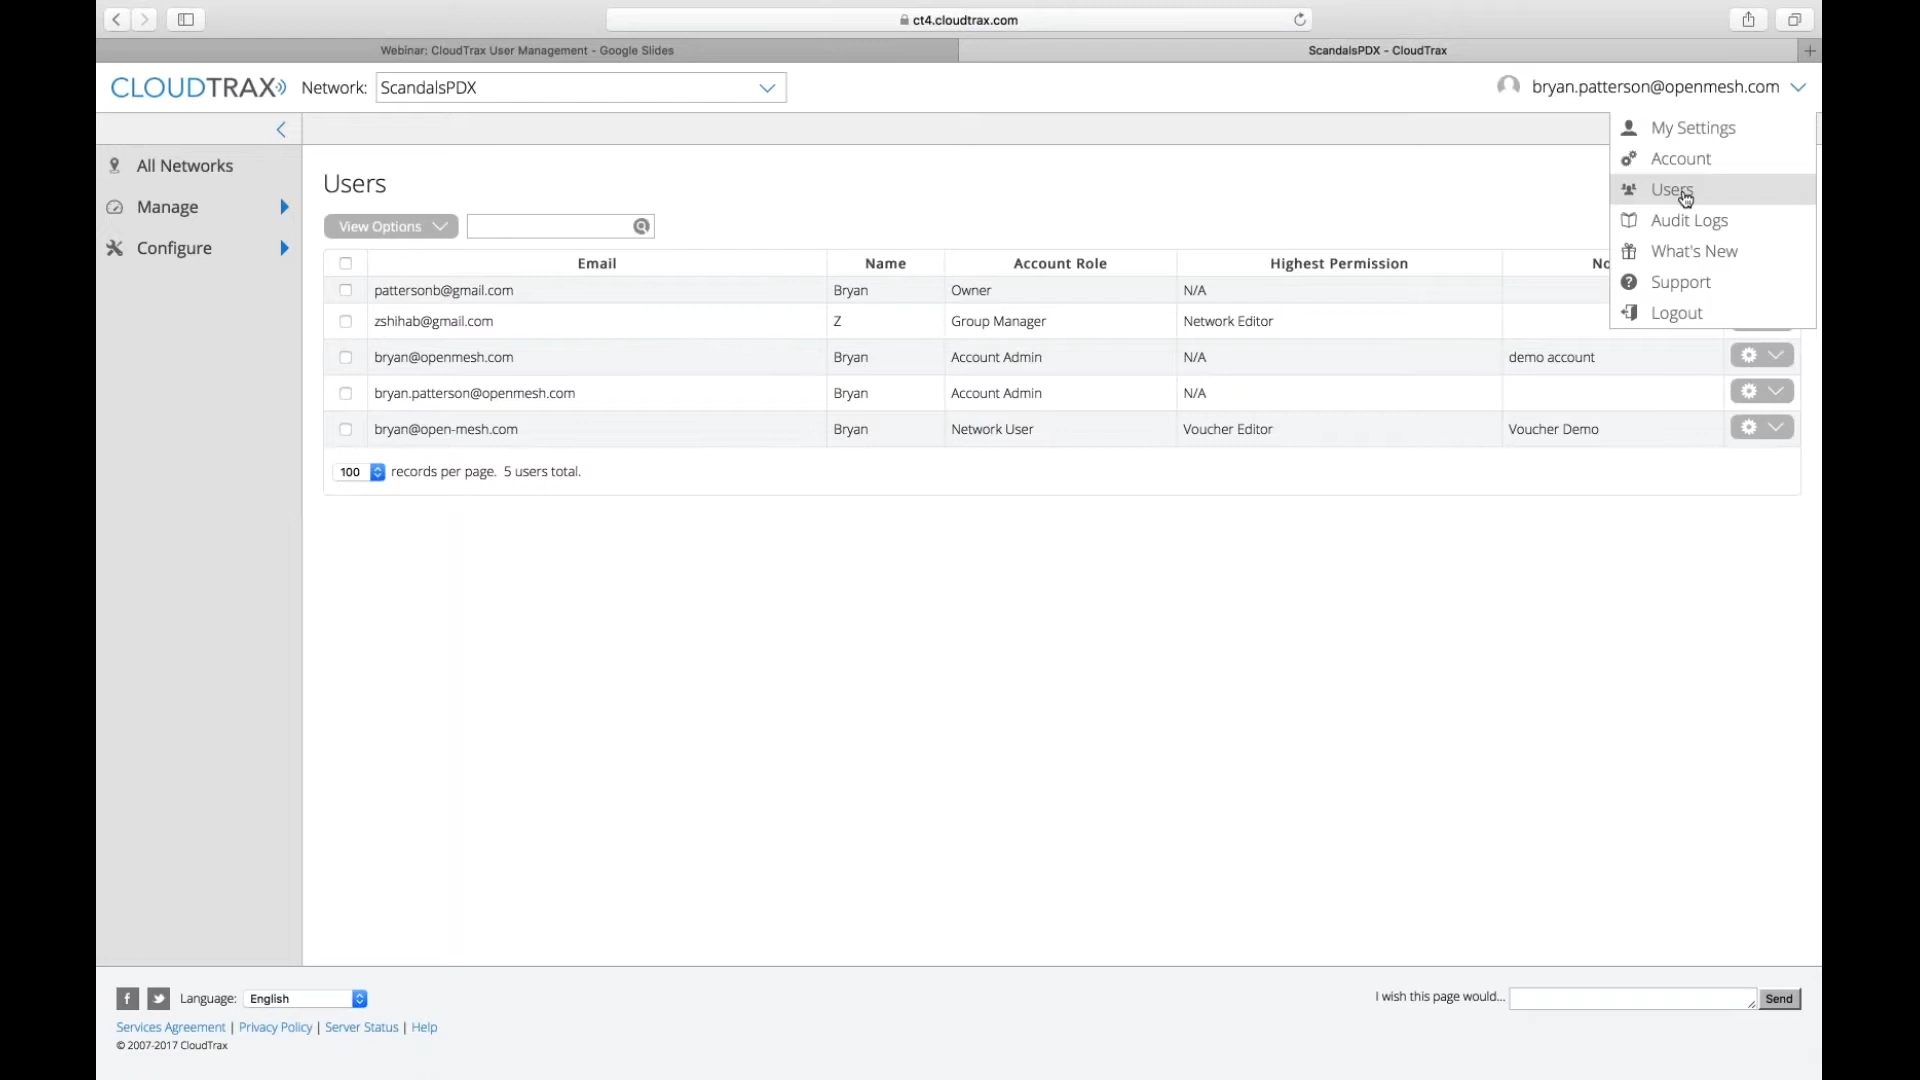 ct4.cloudtrax.com
Webinar: CloudTrax User Management - Google Slides
ScandalsPDX - CloudTrax
CLOUDTRAX Network: ScandalsPDX
bryan.patterson@openmesh.com
My Settings
Account
Users
Audit Logs
What's New
Support
Logout
All Networks
Manage
Configure
Users
View Options
Email Name Account Role Highest Permission No
pattersonb@gmail.com Bryan Owner N/A
zshihab@gmail.com Z Group Manager Network Editor
bryan@openmesh.com Bryan Account Admin N/A demo account
bryan.patterson@openmesh.com Bryan Account Admin N/A
bryan@open-mesh.com Bryan Network User Voucher Editor Voucher Demo
100 records per page. 5 users total.
Language: English
I wish this page would... Send
Services Agreement | Privacy Policy | Server Status | Help
© 2007-2017 CloudTrax